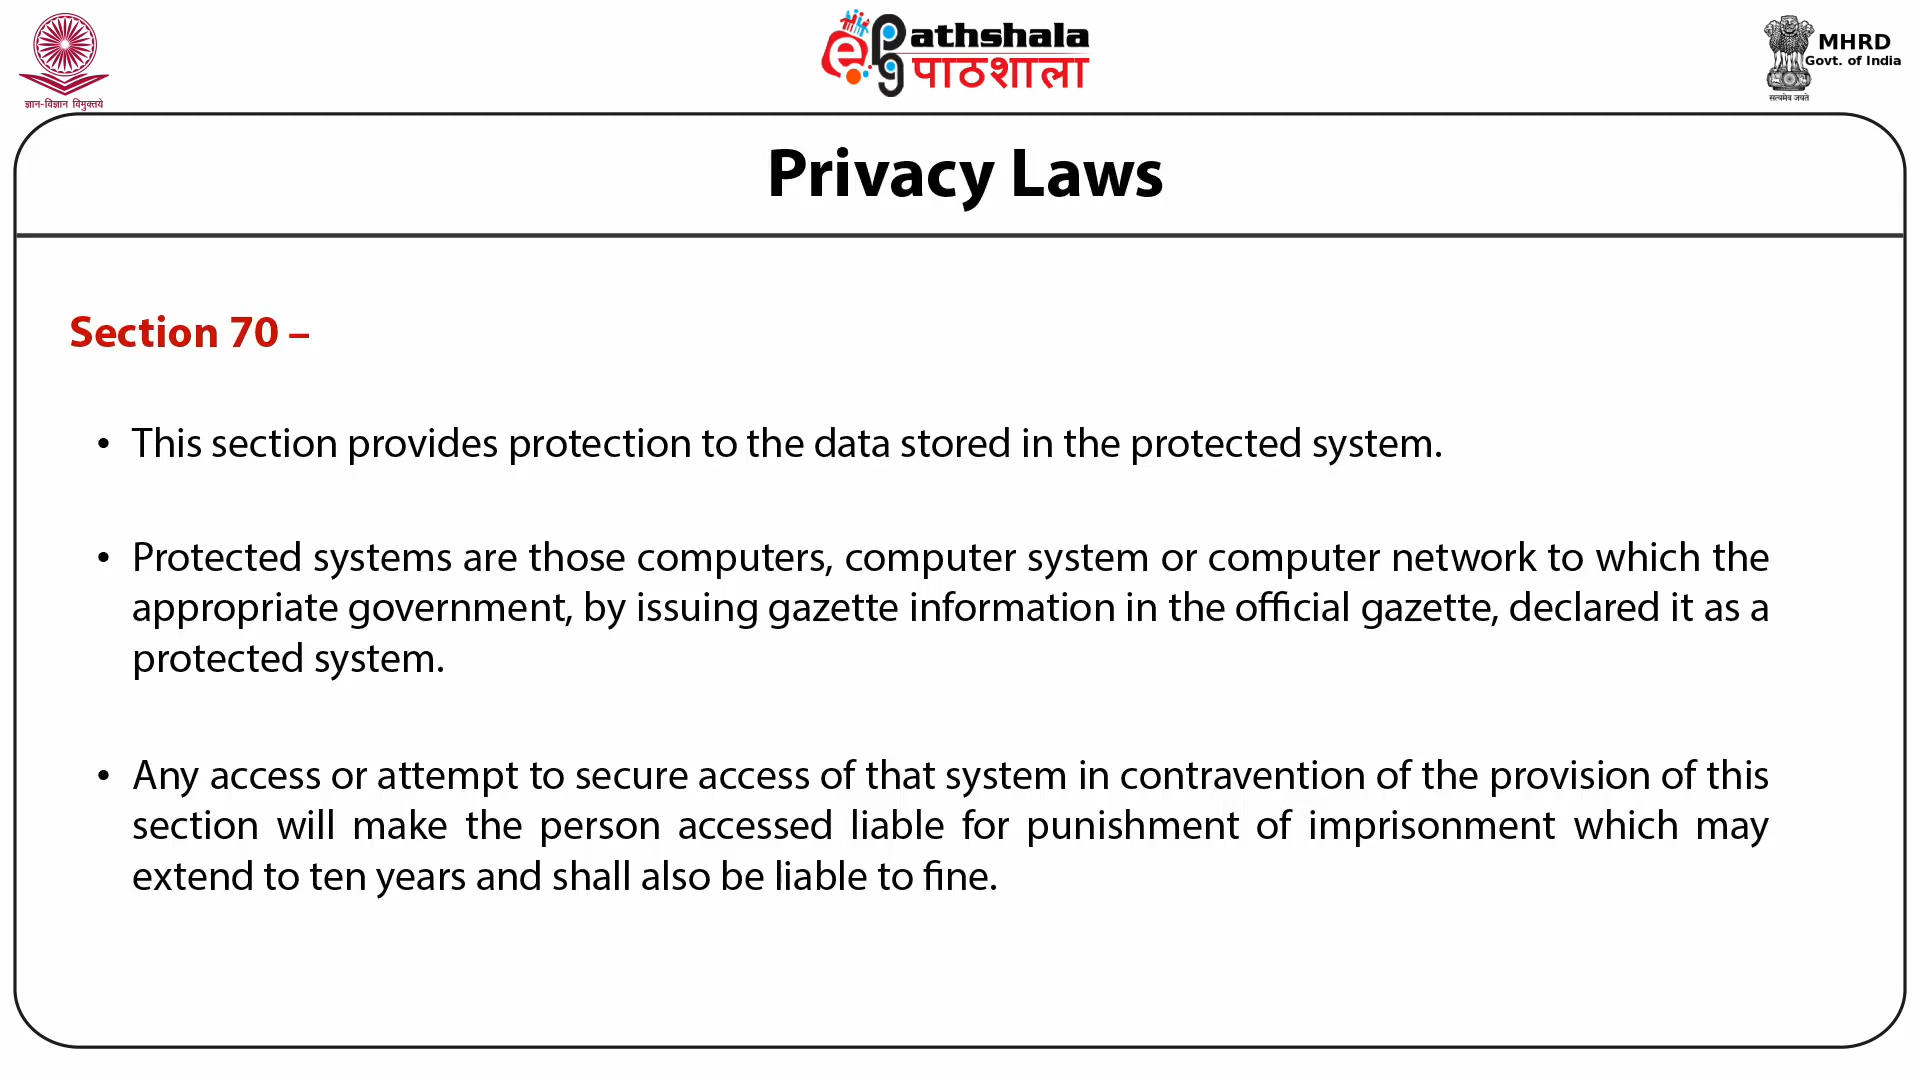 ज्ञान-विज्ञान विमुक्तये
ePathshala
पाठशाला
MHRD
Govt. of India
सत्यमेव जयते
Privacy Laws
Section 70 –
• This section provides protection to the data stored in the protected system.
• Protected systems are those computers, computer system or computer network to which the
appropriate government, by issuing gazette information in the official gazette, declared it as a
protected system.
• Any access or attempt to secure access of that system in contravention of the provision of this
section will make the person accessed liable for punishment of imprisonment which may
extend to ten years and shall also be liable to fine.